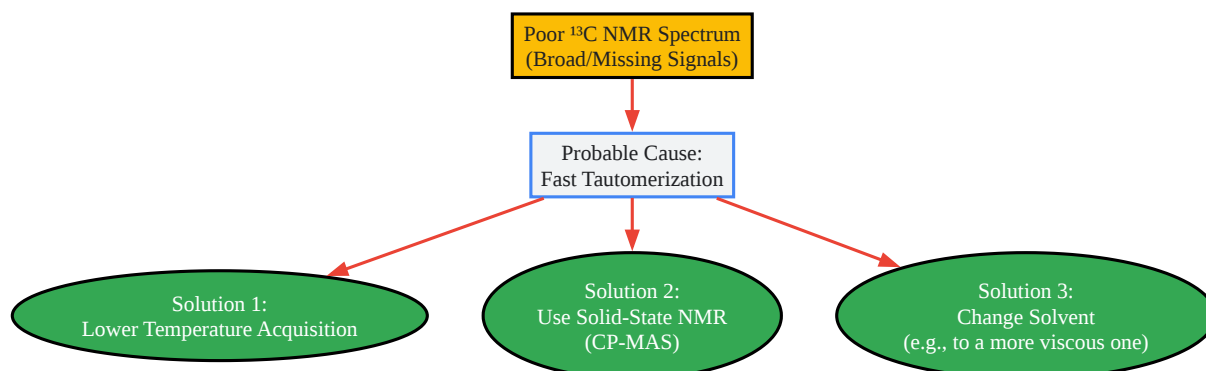 Poor ¹³C NMR Spectrum
(Broad/Missing Signals)
Probable Cause:
Fast Tautomerization
Solution 1:
Lower Temperature Acquisition
Solution 2:
Use Solid-State NMR
(CP-MAS)
Solution 3:
Change Solvent
(e.g., to a more viscous one)